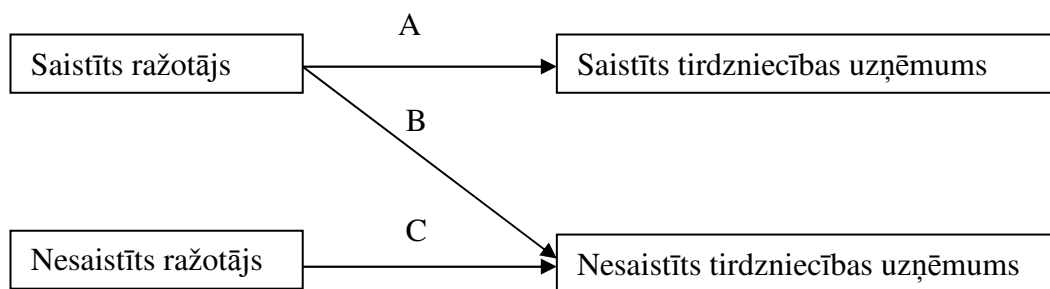 A
Saistīts ražotājs
Saistīts tirdzniecības uzņēmums
B
C
Nesaistīts ražotājs
Nesaistīts tirdzniecības uzņēmums